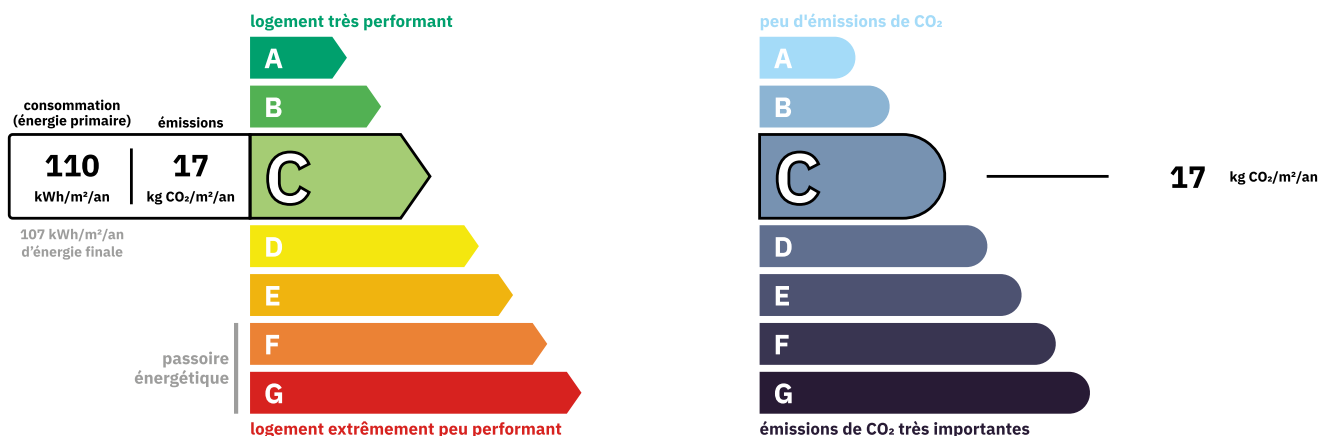 logement très performant
A
B
consommation
(énergie primaire)
émissions
110
kWh/m²/an
17
kg CO₂/m²/an
C
107 kWh/m²/an
d'énergie finale
D
E
F
G
passoire
énergétique
logement extrêmement peu performant
peu d'émissions de CO₂
A
B
C
17 kg CO₂/m²/an
D
E
F
G
émissions de CO₂ très importantes